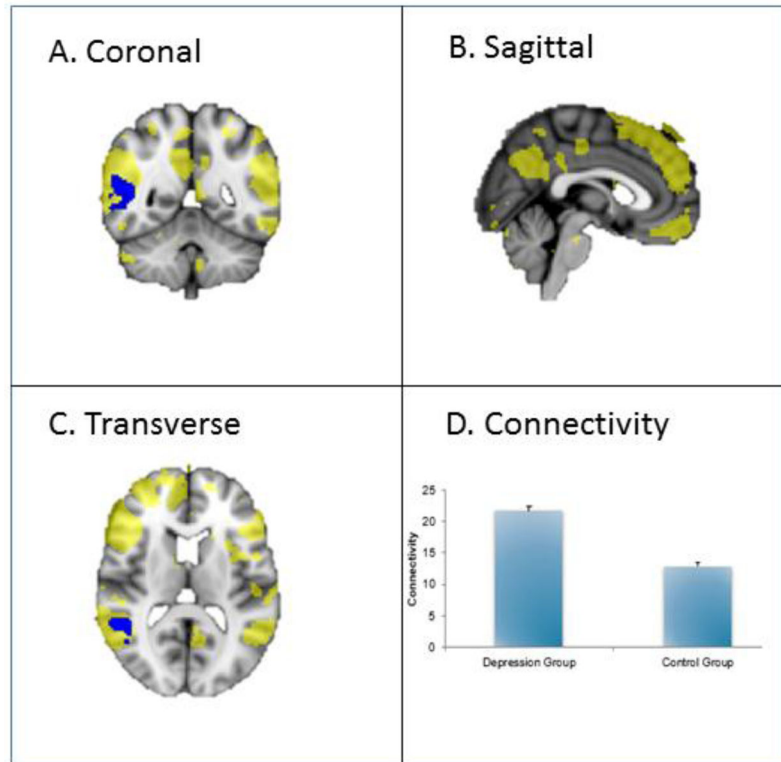 A. Coronal
B. Sagittal
C. Transverse
D. Connectivity
25
20
15
10
5
0
Connectivity
Depression Group
Control Group